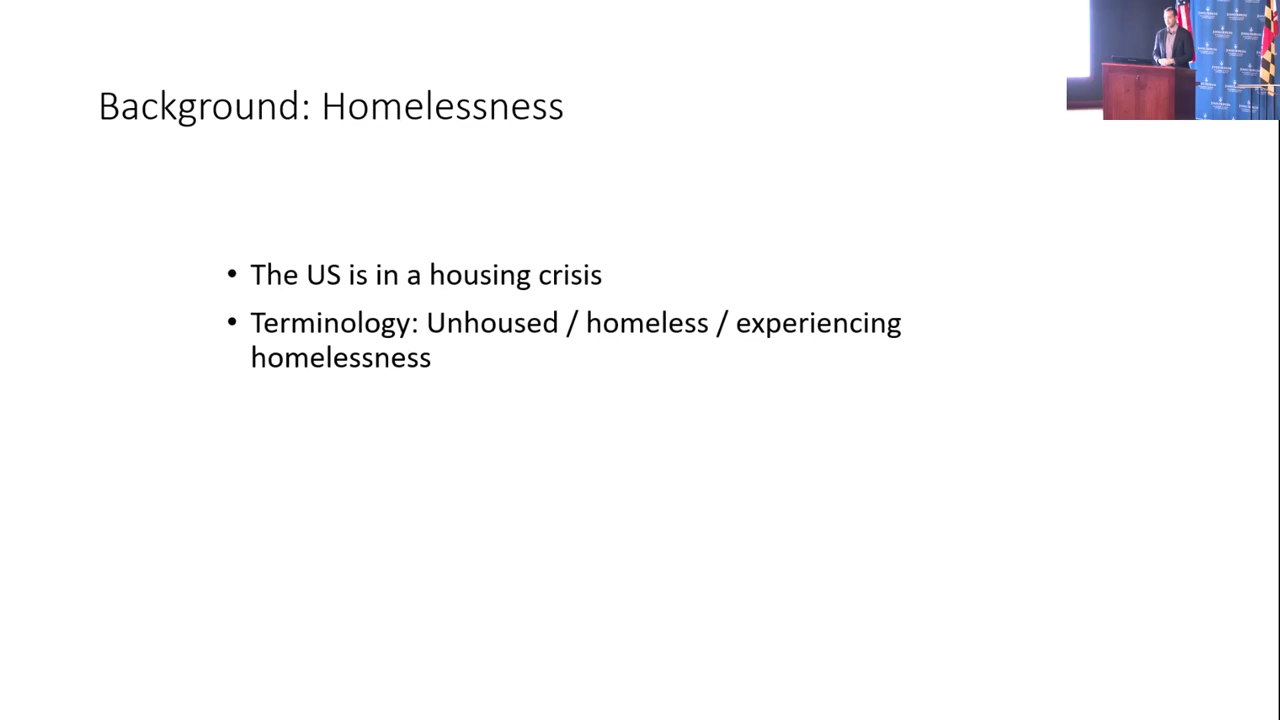 Background: Homelessness
• The US is in a housing crisis
• Terminology: Unhoused / homeless / experiencing
homelessness